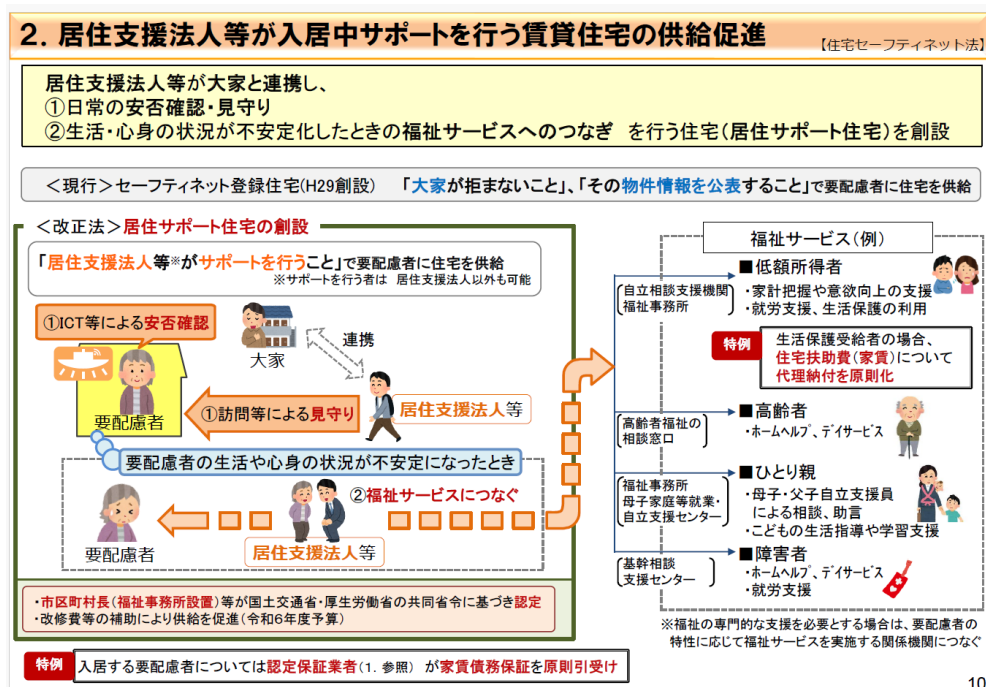 2．居住支援法人等が入居中サポートを行う賃貸住宅の供給促進
【住宅セーフティネット法】
居住支援法人等が大家と連携し、
①日常の安否確認・見守り
②生活・心身の状況が不安定化したときの福祉サービスへのつなぎ　を行う住宅(居住サポート住宅)を創設
＜現行＞セーフティネット登録住宅(H29創設)　「大家が拒まないこと」、「その物件情報を公表すること」で要配慮者に住宅を供給
＜改正法＞居住サポート住宅の創設
「居住支援法人等※がサポートを行うこと」で要配慮者に住宅を供給
※サポートを行う者は　居住支援法人以外も可能
①ICT等による安否確認
大家
連携
要配慮者
①訪問等による見守り
居住支援法人等
要配慮者の生活や心身の状況が不安定になったとき
②福祉サービスにつなぐ
要配慮者
居住支援法人等
・市区町村長(福祉事務所設置)等が国土交通省・厚生労働省の共同省令に基づき認定
・改修費等の補助により供給を促進(令和6年度予算)
特例
入居する要配慮者については認定保証業者(1. 参照)　が家賃債務保証を原則引受け
福祉サービス(例)
自立相談支援機関
福祉事務所
■低額所得者
・家計把握や意欲向上の支援
・就労支援、生活保護の利用
特例
生活保護受給者の場合、
住宅扶助費(家賃)について
代理納付を原則化
高齢者福祉の
相談窓口
■高齢者
・ホームヘルプ、デイサービス
福祉事務所
母子家庭等就業・
自立支援センター
■ひとり親
・母子・父子自立支援員
による相談、助言
・こどもの生活指導や学習支援
基幹相談
支援センター
■障害者
・ホームヘルプ、デイサービス
・就労支援
※福祉の専門的な支援を必要とする場合は、要配慮者の
特性に応じて福祉サービスを実施する関係機関につなぐ
10